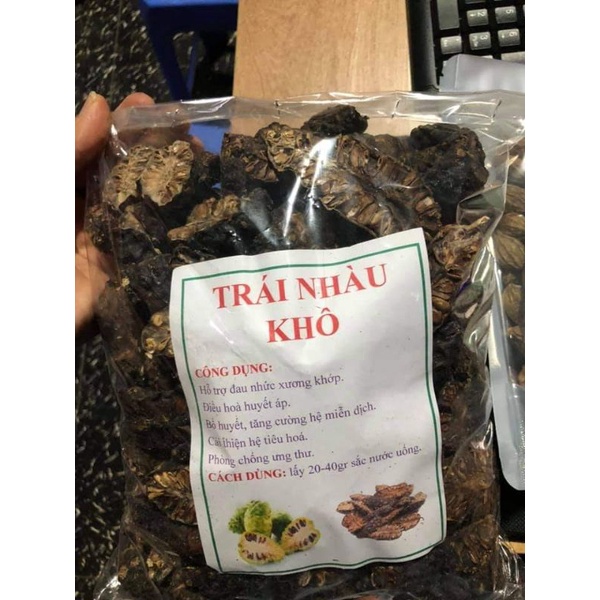 TRÁI NHÀU
KHÔ
CÔNG DỤNG:
Hỗ trợ đau nhức xương khớp.
Điều hoà huyết áp.
Bổ huyết, tăng cường hệ miễn dịch.
Cải thiện hệ tiêu hoá.
Phòng chống ung thư.
CÁCH DÙNG: lấy 20-40gr sắc nước uống.